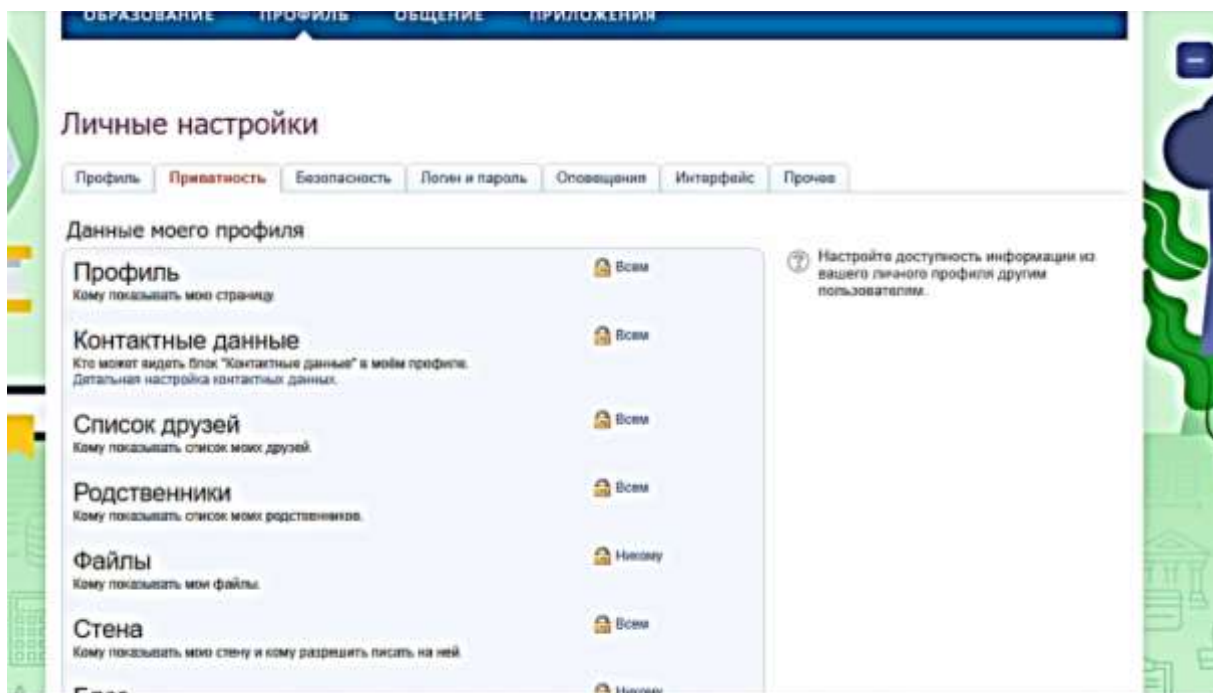 ОБРАЗОВАНИЕ ПРОФИЛЬ ОБЩЕНИЕ ПРИЛОЖЕНИЯ
Личные настройки
Профиль Приватность Безопасность Логин и пароль Оповещения Интерфейс Прочее
Данные моего профиля
Профиль Всем
Кому показывать мою страницу.
Настройте доступность информации из
вашего личного профиля другим
пользователям.
Контактные данные Всем
Кто может видеть блок "Контактные данные" в моём профиле.
Детальная настройка контактных данных.
Список друзей Всем
Кому показывать список моих друзей.
Родственники Всем
Кому показывать список моих родственников.
Файлы Никому
Кому показывать мои файлы.
Стена Всем
Кому показывать мою стену и кому разрешить писать на ней.
Никому